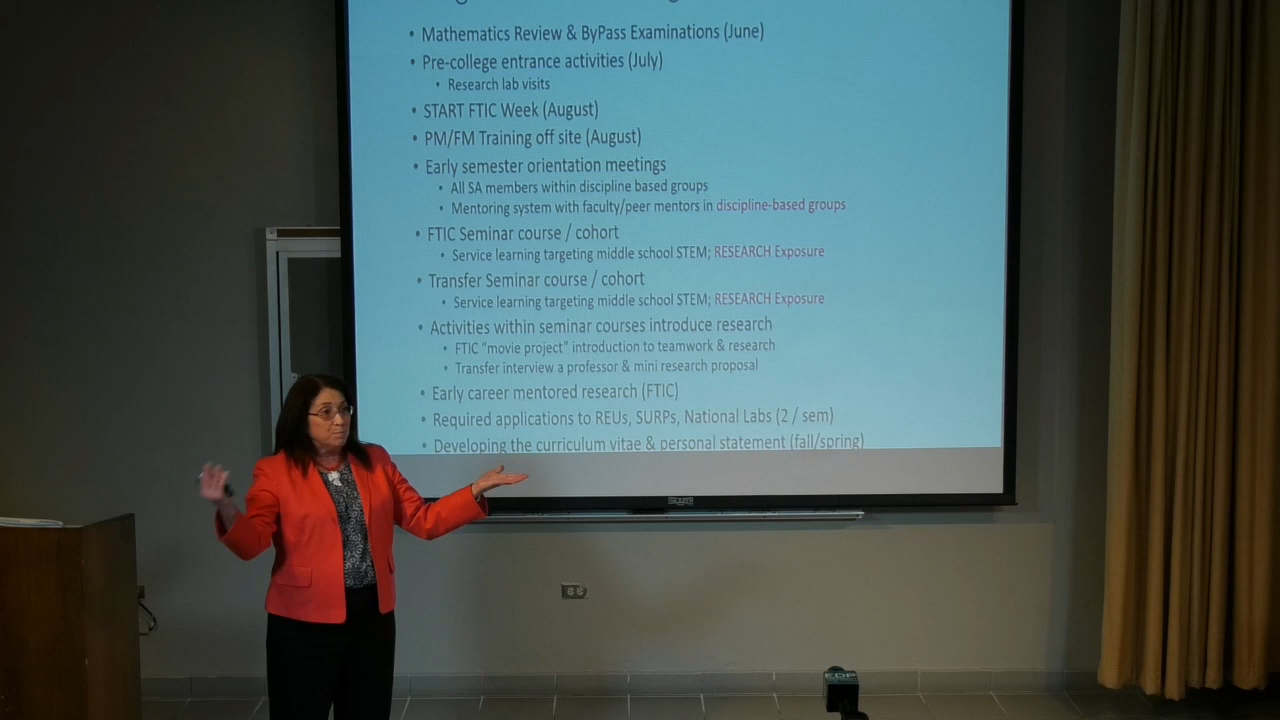 • Mathematics Review & ByPass Examinations (June)
• Pre-college entrance activities (July)
• Research lab visits
• START FTIC Week (August)
• PM/FM Training off site (August)
• Early semester orientation meetings
• All SA members within discipline based groups
• Mentoring system with faculty/peer mentors in discipline-based groups
• FTIC Seminar course / cohort
• Service learning targeting middle school STEM; RESEARCH Exposure
• Transfer Seminar course / cohort
• Service learning targeting middle school STEM; RESEARCH Exposure
• Activities within seminar courses introduce research
• FTIC "movie project" introduction to teamwork & research
• Transfer interview a professor & mini research proposal
• Early career mentored research (FTIC)
• Required applications to REUs, SURPs, National Labs (2 / sem)
• Developing the curriculum vitae & personal statement (fall/spring)